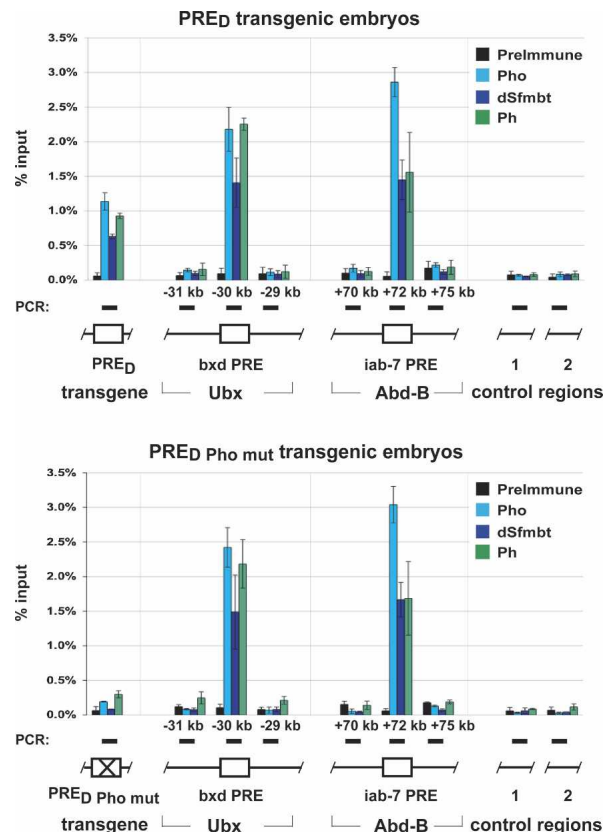 PRED transgenic embryos
3.5%
3.0%
2.5%
2.0%
1.5%
1.0%
0.5%
0.0%
% input
PreImmune
Pho
dSfmbt
Ph
-31 kb -30 kb -29 kb +70 kb +72 kb +75 kb
PCR:
PRED bxd PRE iab-7 PRE 1 2
transgene Ubx Abd-B control regions
PRED Pho mut transgenic embryos
3.5%
3.0%
2.5%
2.0%
1.5%
1.0%
0.5%
0.0%
% input
PreImmune
Pho
dSfmbt
Ph
-31 kb -30 kb -29 kb +70 kb +72 kb +75 kb
PCR:
PRED Pho mut bxd PRE iab-7 PRE 1 2
transgene Ubx Abd-B control regions